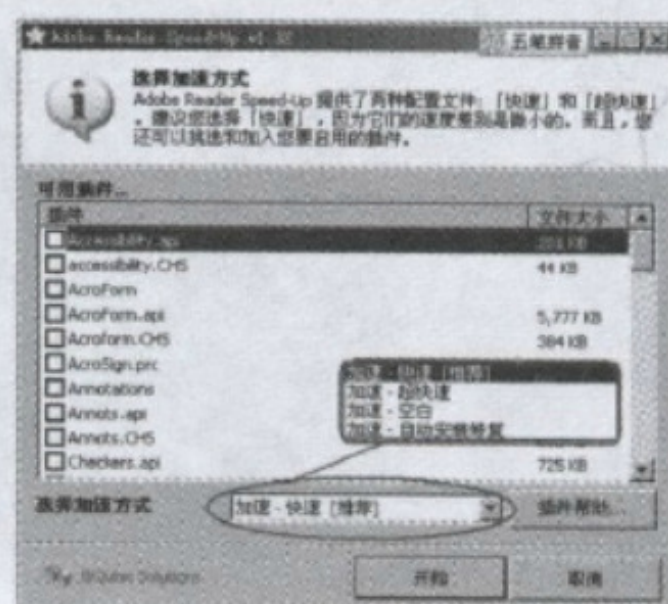 Adobe Reader Speed-Up
五笔拼音
选择加速方式
Adobe Reader Speed-Up 提供了两种配置文件:「快速」和「超快速」
。建议您选择「快速」,因为它们的速度差别是微小的。而且,您
还可以挑选和加入您要启用的插件。
可用插件...
插件 文件大小
Accessibility.api
accessibility.CHS 44 KB
AcroForm
AcroForm.api 5,777 KB
Acroform.CHS 384 KB
AcroSign.prc
Annotations
Annots.api
Annots.CHS
Checkers.api 725 KB
加速 - 快速 [推荐]
加速 - 超快速
加速 - 空白
加速 - 自动安装修复
选择加速方式 加速 - 快速 [推荐] 插件帮助...
开始 取消